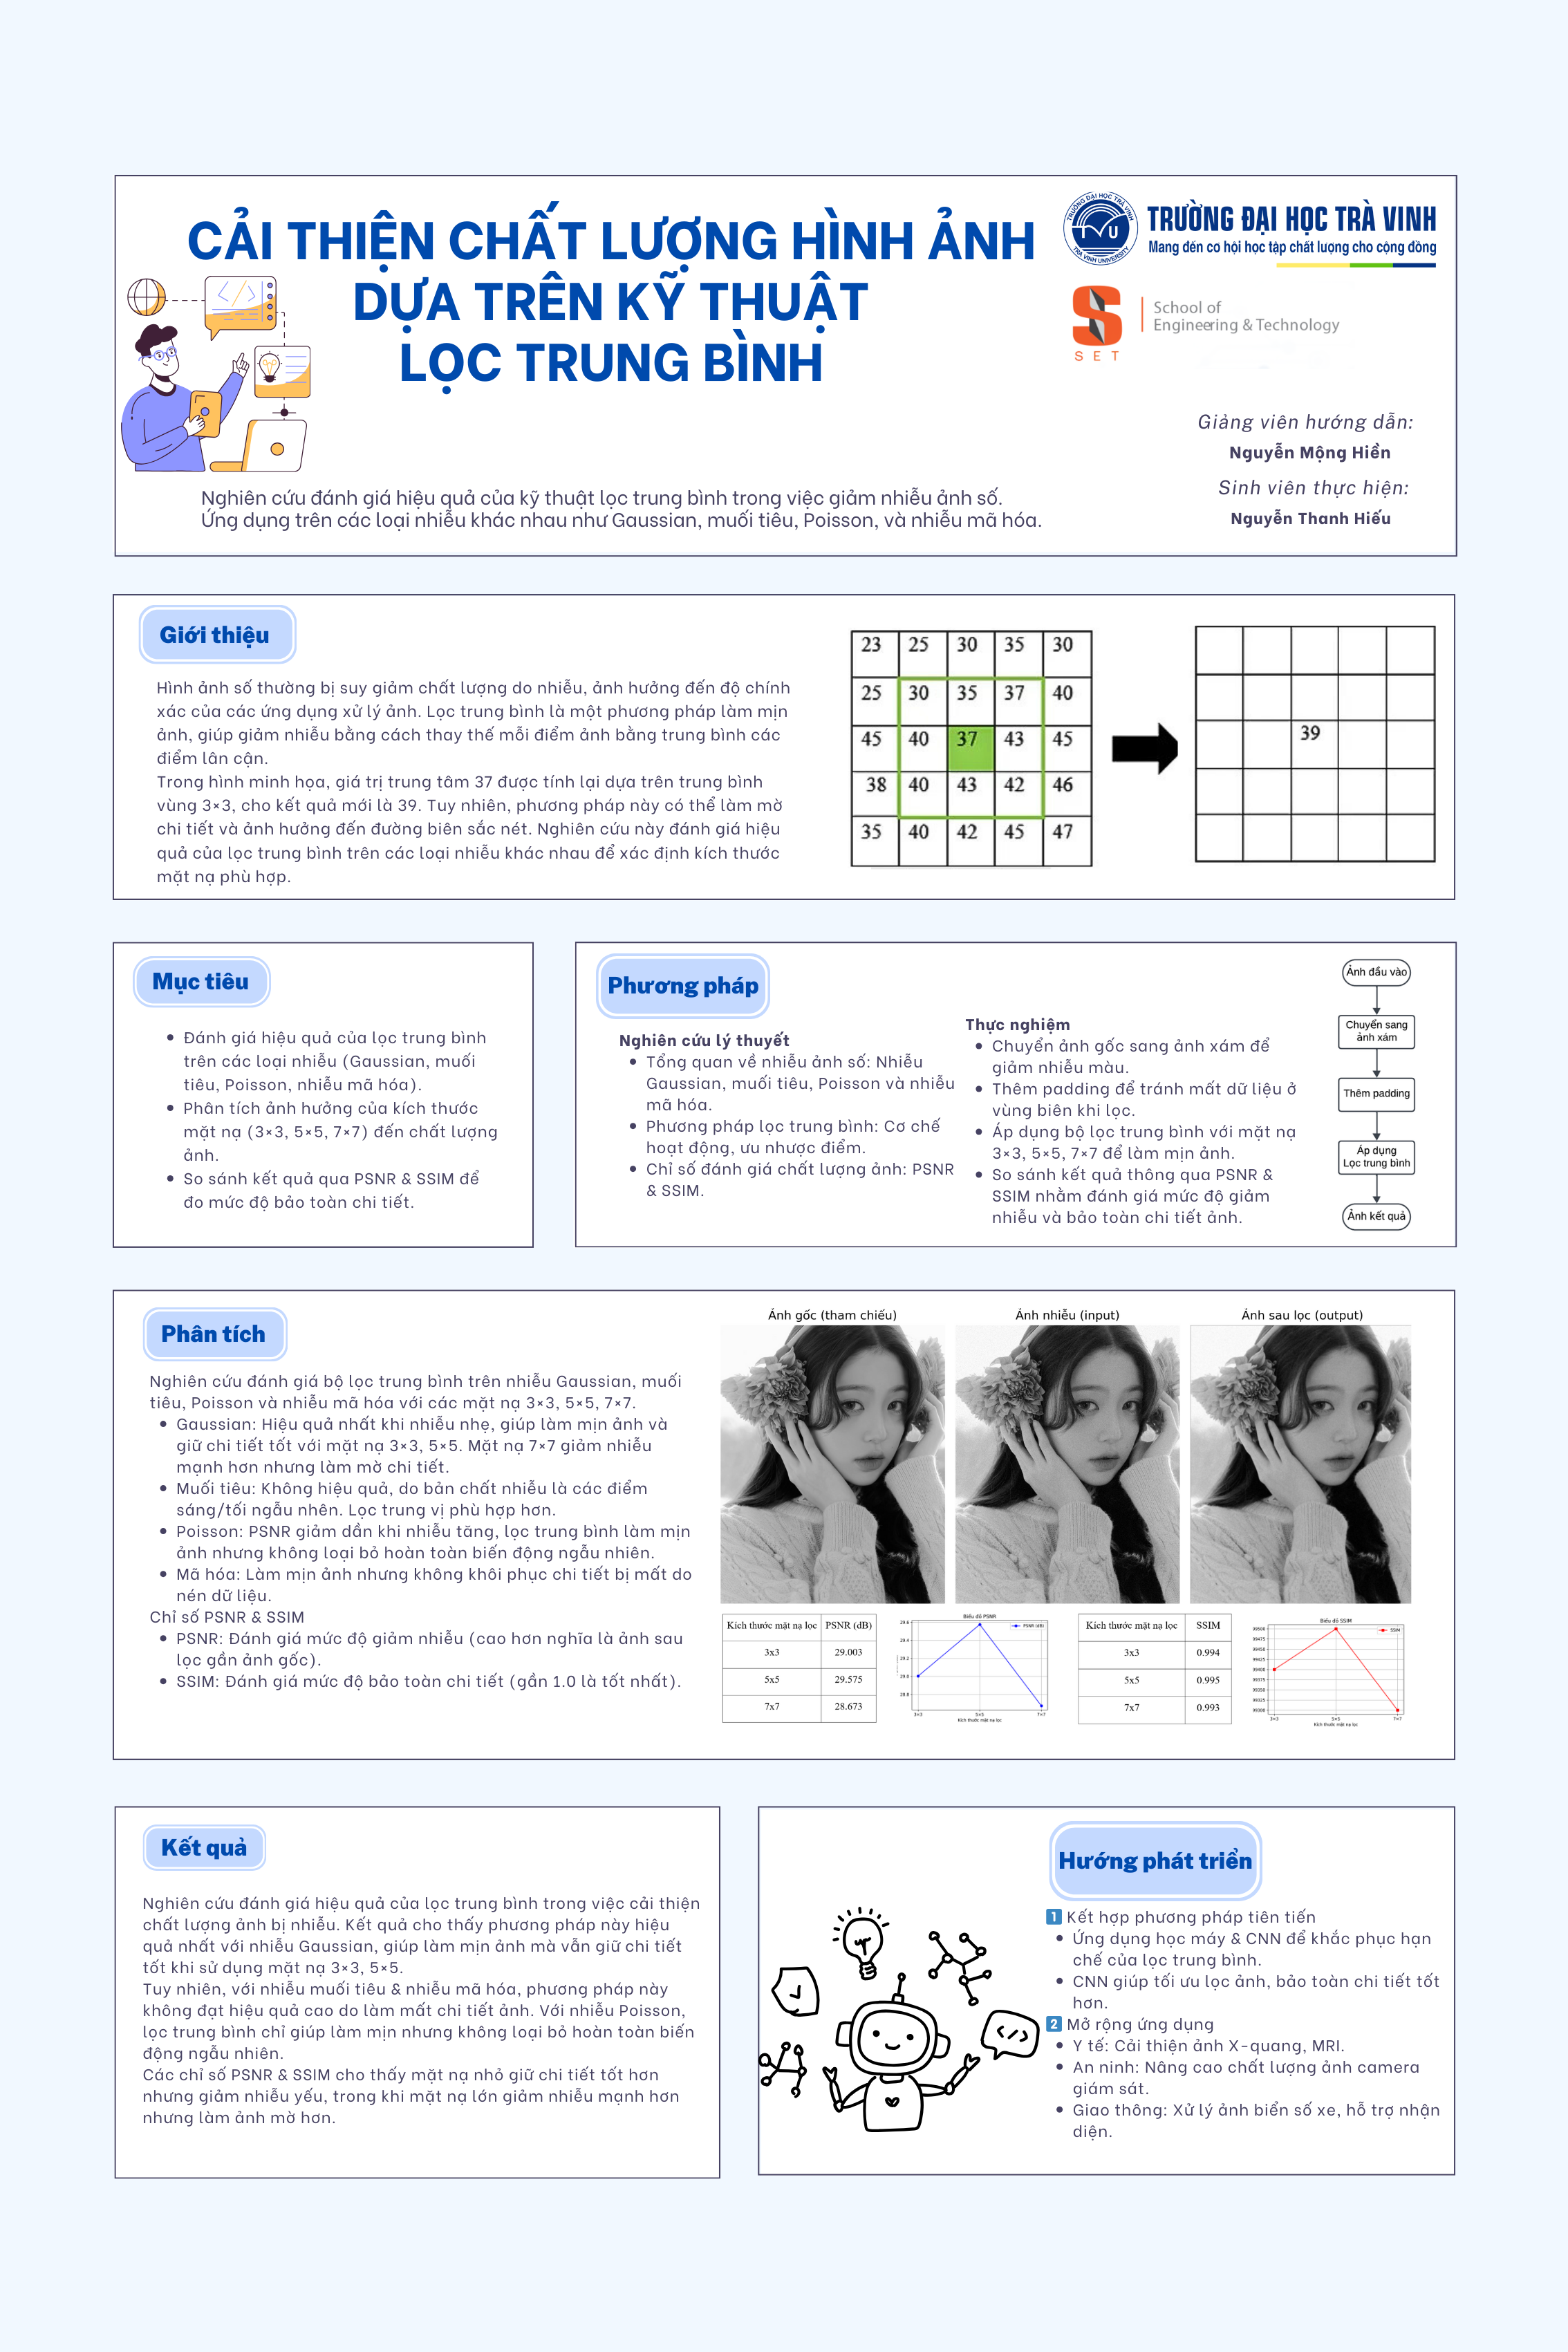 CẢI THIỆN CHẤT LƯỢNG HÌNH ẢNH
DỰA TRÊN KỸ THUẬT
LỌC TRUNG BÌNH
TRƯỜNG ĐẠI HỌC TRÀ VINH
TVU
TRA VINH UNIVERSITY
TRƯỜNG ĐẠI HỌC TRÀ VINH
Mang đến cơ hội học tập chất lượng cho cộng đồng
SET
School of
Engineering & Technology
Giảng viên hướng dẫn:
Nguyễn Mộng Hiền
Sinh viên thực hiện:
Nguyễn Thanh Hiếu
Nghiên cứu đánh giá hiệu quả của kỹ thuật lọc trung bình trong việc giảm nhiễu ảnh số.
Ứng dụng trên các loại nhiễu khác nhau như Gaussian, muối tiêu, Poisson, và nhiễu mã hóa.
Giới thiệu
Hình ảnh số thường bị suy giảm chất lượng do nhiễu, ảnh hưởng đến độ chính
xác của các ứng dụng xử lý ảnh. Lọc trung bình là một phương pháp làm mịn
ảnh, giúp giảm nhiễu bằng cách thay thế mỗi điểm ảnh bằng trung bình các
điểm lân cận.
Trong hình minh họa, giá trị trung tâm 37 được tính lại dựa trên trung bình
vùng 3×3, cho kết quả mới là 39. Tuy nhiên, phương pháp này có thể làm mờ
chi tiết và ảnh hưởng đến đường biên sắc nét. Nghiên cứu này đánh giá hiệu
quả của lọc trung bình trên các loại nhiễu khác nhau để xác định kích thước
mặt nạ phù hợp.
23 25 30 35 30
25 30 35 37 40
45 40 37 43 45
38 40 43 42 46
35 40 42 45 47
39
Mục tiêu
• Đánh giá hiệu quả của lọc trung bình
trên các loại nhiễu (Gaussian, muối
tiêu, Poisson, nhiễu mã hóa).
• Phân tích ảnh hưởng của kích thước
mặt nạ (3×3, 5×5, 7×7) đến chất lượng
ảnh.
• So sánh kết quả qua PSNR & SSIM để
đo mức độ bảo toàn chi tiết.
Phương pháp
Nghiên cứu lý thuyết
• Tổng quan về nhiễu ảnh số: Nhiễu
Gaussian, muối tiêu, Poisson và nhiễu
mã hóa.
• Phương pháp lọc trung bình: Cơ chế
hoạt động, ưu nhược điểm.
• Chỉ số đánh giá chất lượng ảnh: PSNR
& SSIM.
Thực nghiệm
• Chuyển ảnh gốc sang ảnh xám để
giảm nhiễu màu.
• Thêm padding để tránh mất dữ liệu ở
vùng biên khi lọc.
• Áp dụng bộ lọc trung bình với mặt nạ
3×3, 5×5, 7×7 để làm mịn ảnh.
• So sánh kết quả thông qua PSNR &
SSIM nhằm đánh giá mức độ giảm
nhiễu và bảo toàn chi tiết ảnh.
Ảnh đầu vào
Chuyển sang
ảnh xám
Thêm padding
Áp dụng
Lọc trung bình
Ảnh kết quả
Phân tích
Nghiên cứu đánh giá bộ lọc trung bình trên nhiễu Gaussian, muối
tiêu, Poisson và nhiễu mã hóa với các mặt nạ 3×3, 5×5, 7×7.
• Gaussian: Hiệu quả nhất khi nhiễu nhẹ, giúp làm mịn ảnh và
giữ chi tiết tốt với mặt nạ 3×3, 5×5. Mặt nạ 7×7 giảm nhiễu
mạnh hơn nhưng làm mờ chi tiết.
• Muối tiêu: Không hiệu quả, do bản chất nhiễu là các điểm
sáng/tối ngẫu nhên. Lọc trung vị phù hợp hơn.
• Poisson: PSNR giảm dần khi nhiễu tăng, lọc trung bình làm mịn
ảnh nhưng không loại bỏ hoàn toàn biến động ngẫu nhiên.
• Mã hóa: Làm mịn ảnh nhưng không khôi phục chi tiết bị mất do
nén dữ liệu.
Chỉ số PSNR & SSIM
• PSNR: Đánh giá mức độ giảm nhiễu (cao hơn nghĩa là ảnh sau
lọc gần ảnh gốc).
• SSIM: Đánh giá mức độ bảo toàn chi tiết (gần 1.0 là tốt nhất).
Ảnh gốc (tham chiếu)
Ảnh nhiễu (input)
Ảnh sau lọc (output)
Kích thước mặt nạ lọc PSNR (dB)
3x3 29.003
5x5 29.575
7x7 28.673
Biểu đồ PSNR
PSNR (dB)
29.6
29.4
29.2
29.0
28.8
3×3 5×5 7×7
Kích thước mặt nạ lọc
Kích thước mặt nạ lọc SSIM
3x3 0.994
5x5 0.995
7x7 0.993
Biểu đồ SSIM
SSIM
99500
99475
99450
99425
99400
99375
99350
99325
99300
3×3 5×5 7×7
Kích thước mặt nạ lọc
Kết quả
Nghiên cứu đánh giá hiệu quả của lọc trung bình trong việc cải thiện
chất lượng ảnh bị nhiễu. Kết quả cho thấy phương pháp này hiệu
quả nhất với nhiễu Gaussian, giúp làm mịn ảnh mà vẫn giữ chi tiết
tốt khi sử dụng mặt nạ 3×3, 5×5.
Tuy nhiên, với nhiễu muối tiêu & nhiễu mã hóa, phương pháp này
không đạt hiệu quả cao do làm mất chi tiết ảnh. Với nhiễu Poisson,
lọc trung bình chỉ giúp làm mịn nhưng không loại bỏ hoàn toàn biến
động ngẫu nhiên.
Các chỉ số PSNR & SSIM cho thấy mặt nạ nhỏ giữ chi tiết tốt hơn
nhưng giảm nhiễu yếu, trong khi mặt nạ lớn giảm nhiễu mạnh hơn
nhưng làm ảnh mờ hơn.
Hướng phát triển
1 Kết hợp phương pháp tiên tiến
• Ứng dụng học máy & CNN để khắc phục hạn
chế của lọc trung bình.
• CNN giúp tối ưu lọc ảnh, bảo toàn chi tiết tốt
hơn.
2 Mở rộng ứng dụng
• Y tế: Cải thiện ảnh X-quang, MRI.
• An ninh: Nâng cao chất lượng ảnh camera
giám sát.
• Giao thông: Xử lý ảnh biển số xe, hỗ trợ nhận
diện.